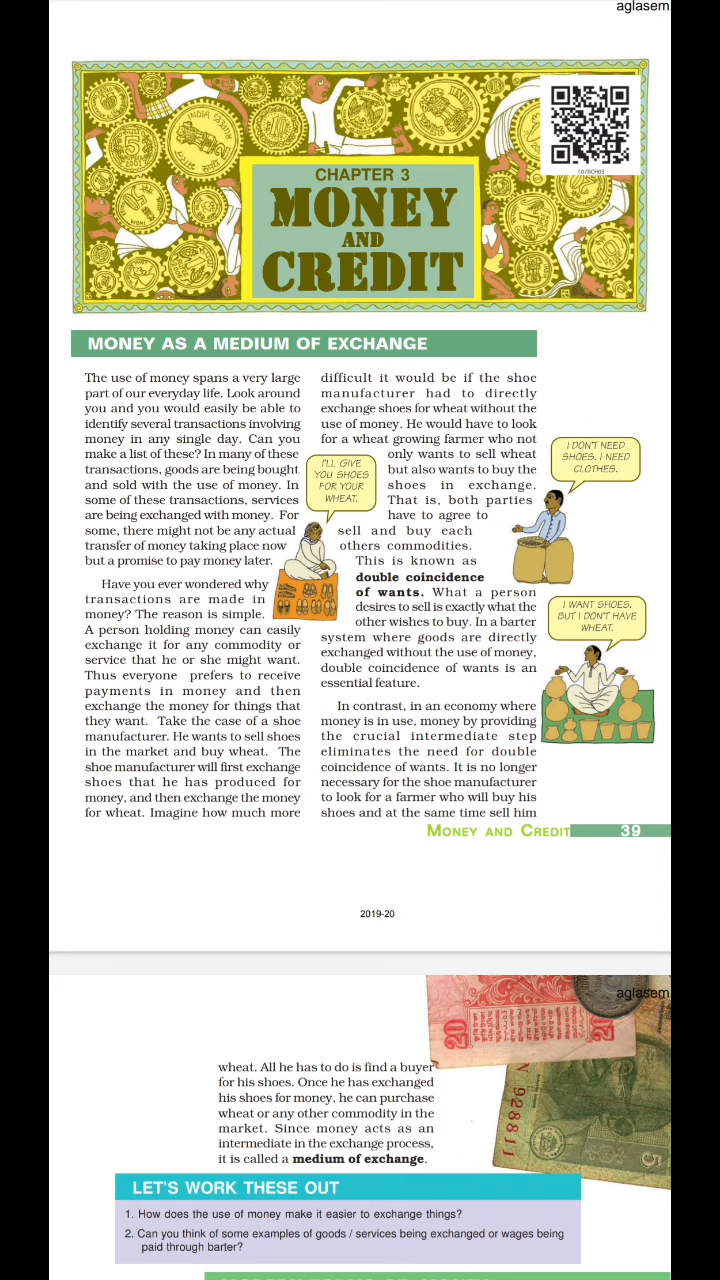 aglasem
1070CH03
CHAPTER 3
MONEY
AND
CREDIT
MONEY AS A MEDIUM OF EXCHANGE
The use of money spans a very large
part of our everyday life. Look around
you and you would easily be able to
identify several transactions involving
money in any single day. Can you
make a list of these? In many of these
transactions, goods are being bought
and sold with the use of money. In
some of these transactions, services
are being exchanged with money. For
some, there might not be any actual
transfer of money taking place now
but a promise to pay money later.
Have you ever wondered why
transactions are made in
money? The reason is simple.
A person holding money can easily
exchange it for any commodity or
service that he or she might want.
Thus everyone prefers to receive
payments in money and then
exchange the money for things that
they want. Take the case of a shoe
manufacturer. He wants to sell shoes
in the market and buy wheat. The
shoe manufacturer will first exchange
shoes that he has produced for
money, and then exchange the money
for wheat. Imagine how much more
difficult it would be if the shoe
manufacturer had to directly
exchange shoes for wheat without the
use of money. He would have to look
for a wheat growing farmer who not
only wants to sell wheat
but also wants to buy the
shoes in exchange.
That is, both parties
have to agree to
sell and buy each
others commodities.
This is known as
double coincidence
of wants. What a person
desires to sell is exactly what the
other wishes to buy. In a barter
system where goods are directly
exchanged without the use of money,
double coincidence of wants is an
essential feature.
In contrast, in an economy where
money is in use, money by providing
the crucial intermediate step
eliminates the need for double
coincidence of wants. It is no longer
necessary for the shoe manufacturer
to look for a farmer who will buy his
shoes and at the same time sell him
I'LL GIVE
YOU SHOES
FOR YOUR
WHEAT.
I DON'T NEED
SHOES. I NEED
CLOTHES.
I WANT SHOES.
BUT I DON'T HAVE
WHEAT.
MONEY AND CREDIT 39
2019-20
aglasem
20
9288
5
wheat. All he has to do is find a buyer
for his shoes. Once he has exchanged
his shoes for money, he can purchase
wheat or any other commodity in the
market. Since money acts as an
intermediate in the exchange process,
it is called a medium of exchange.
LET'S WORK THESE OUT
1. How does the use of money make it easier to exchange things?
2. Can you think of some examples of goods / services being exchanged or wages being
paid through barter?